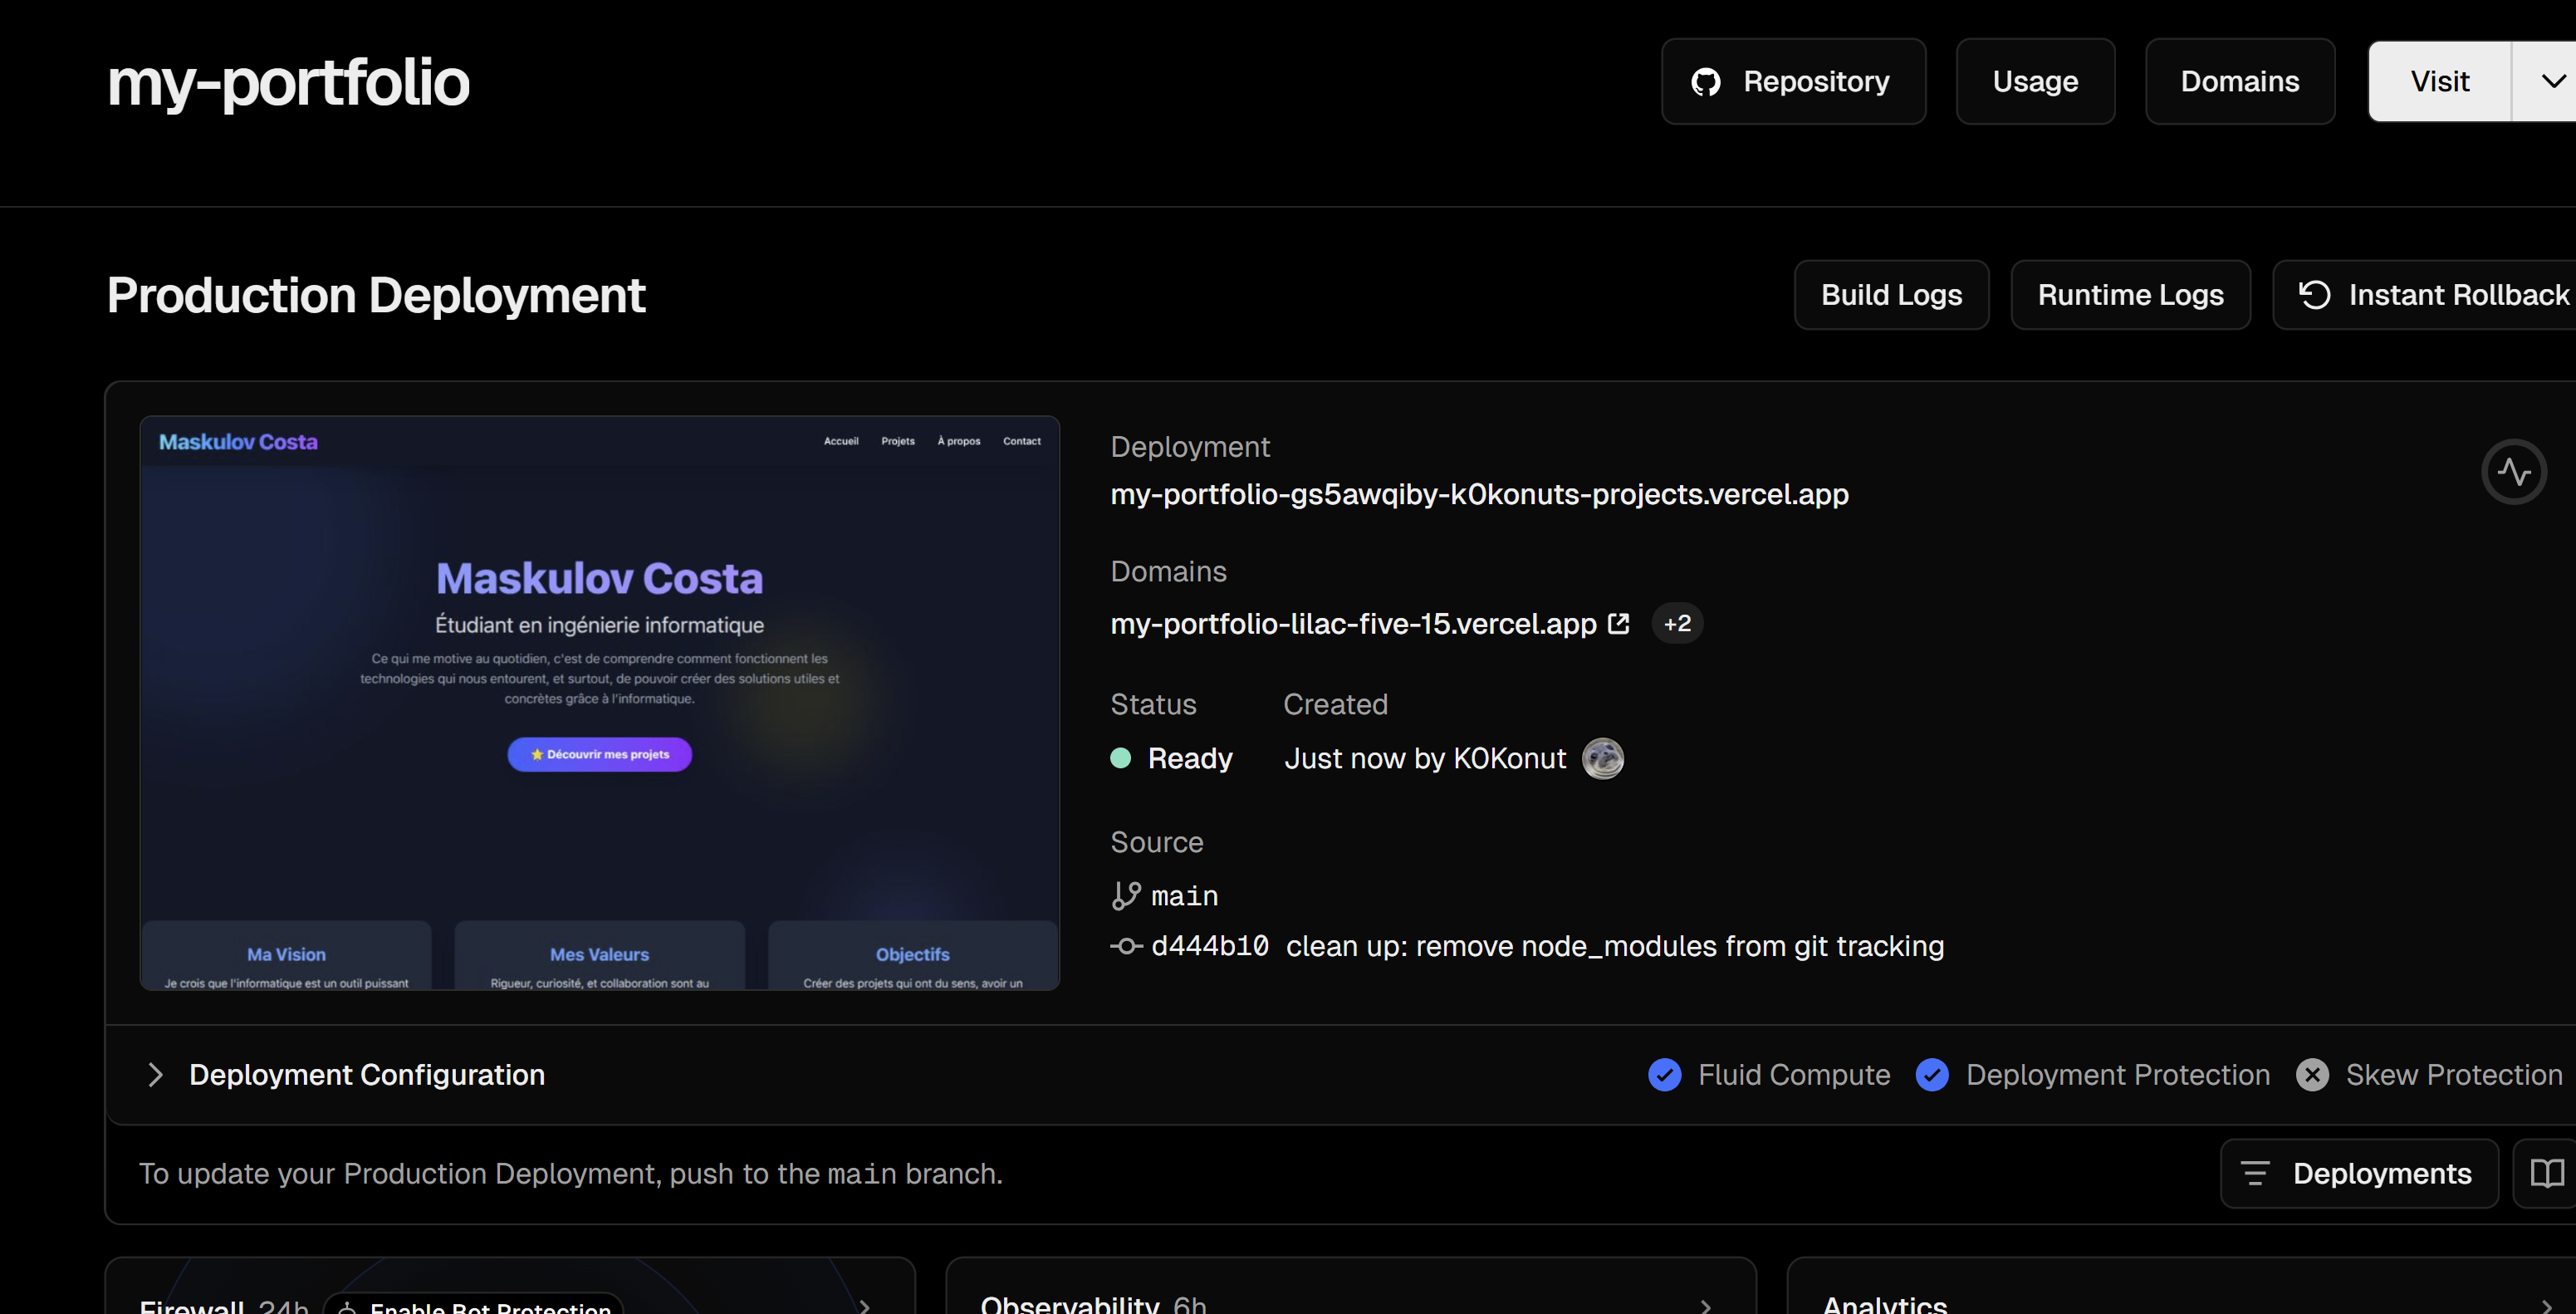 my-portfolio
Repository
Usage
Domains
Visit
Production Deployment
Build Logs
Runtime Logs
Instant Rollback
Maskulov Costa
Accueil
Projets
À propos
Contact
Maskulov Costa
Étudiant en ingénierie informatique
Ce qui me motive au quotidien, c'est de comprendre comment fonctionnent les
technologies qui nous entourent, et surtout, de pouvoir créer des solutions utiles et
concrètes grâce à l'informatique.
⭐ Découvrir mes projets
Ma Vision
Je crois que l'informatique est un outil puissant
Mes Valeurs
Rigueur, curiosité, et collaboration sont au
Objectifs
Créer des projets qui ont du sens, avoir un
Deployment
my-portfolio-gs5awqiby-k0konuts-projects.vercel.app
Domains
my-portfolio-lilac-five-15.vercel.app +2
Status
Created
Ready
Just now by K0Konut
Source
main
d444b10 clean up: remove node_modules from git tracking
Deployment Configuration
Fluid Compute
Deployment Protection
Skew Protection
To update your Production Deployment, push to the main branch.
Deployments
Firewall 24h
Enable Bot Protection
Observability 6h
Analytics